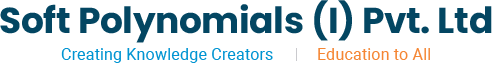 Soft Polynomials (I) Pvt. Ltd
Creating Knowledge Creators | Education to All